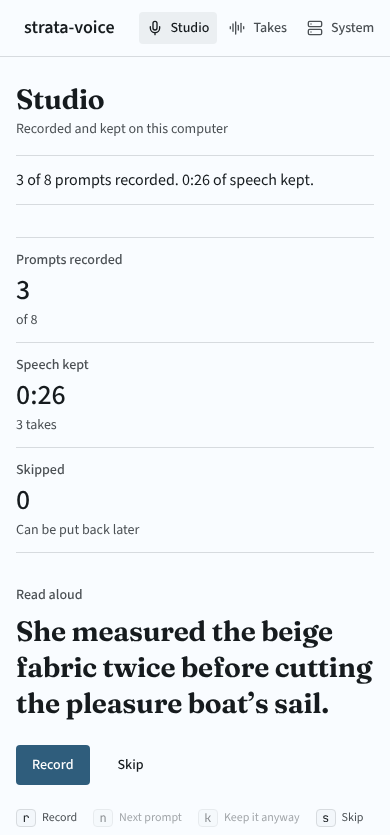 strata-voice Studio Takes System
Studio
Recorded and kept on this computer
3 of 8 prompts recorded. 0:26 of speech kept.
Prompts recorded
3
of 8
Speech kept
0:26
3 takes
Skipped
0
Can be put back later
Read aloud
She measured the beige
fabric twice before cutting
the pleasure boat’s sail.
Record Skip
r Record n Next prompt k Keep it anyway s Skip